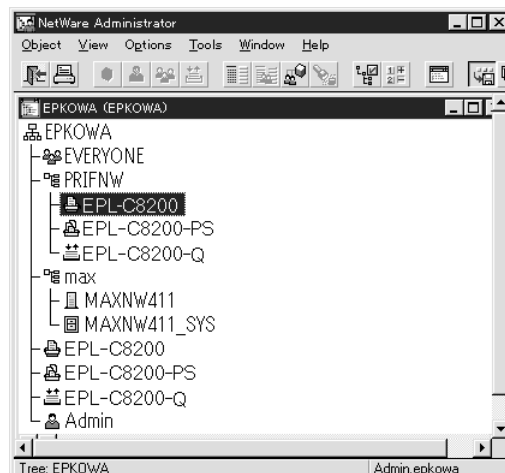 NetWare Administrator
Object View Options Tools Window Help
EPKOWA (EPKOWA)
EPKOWA
EVERYONE
PRIFNW
EPL-C8200
EPL-C8200-PS
EPL-C8200-Q
max
MAXNW411
MAXNW411_SYS
EPL-C8200
EPL-C8200-PS
EPL-C8200-Q
Admin
Tree: EPKOWA Admin.epkowa